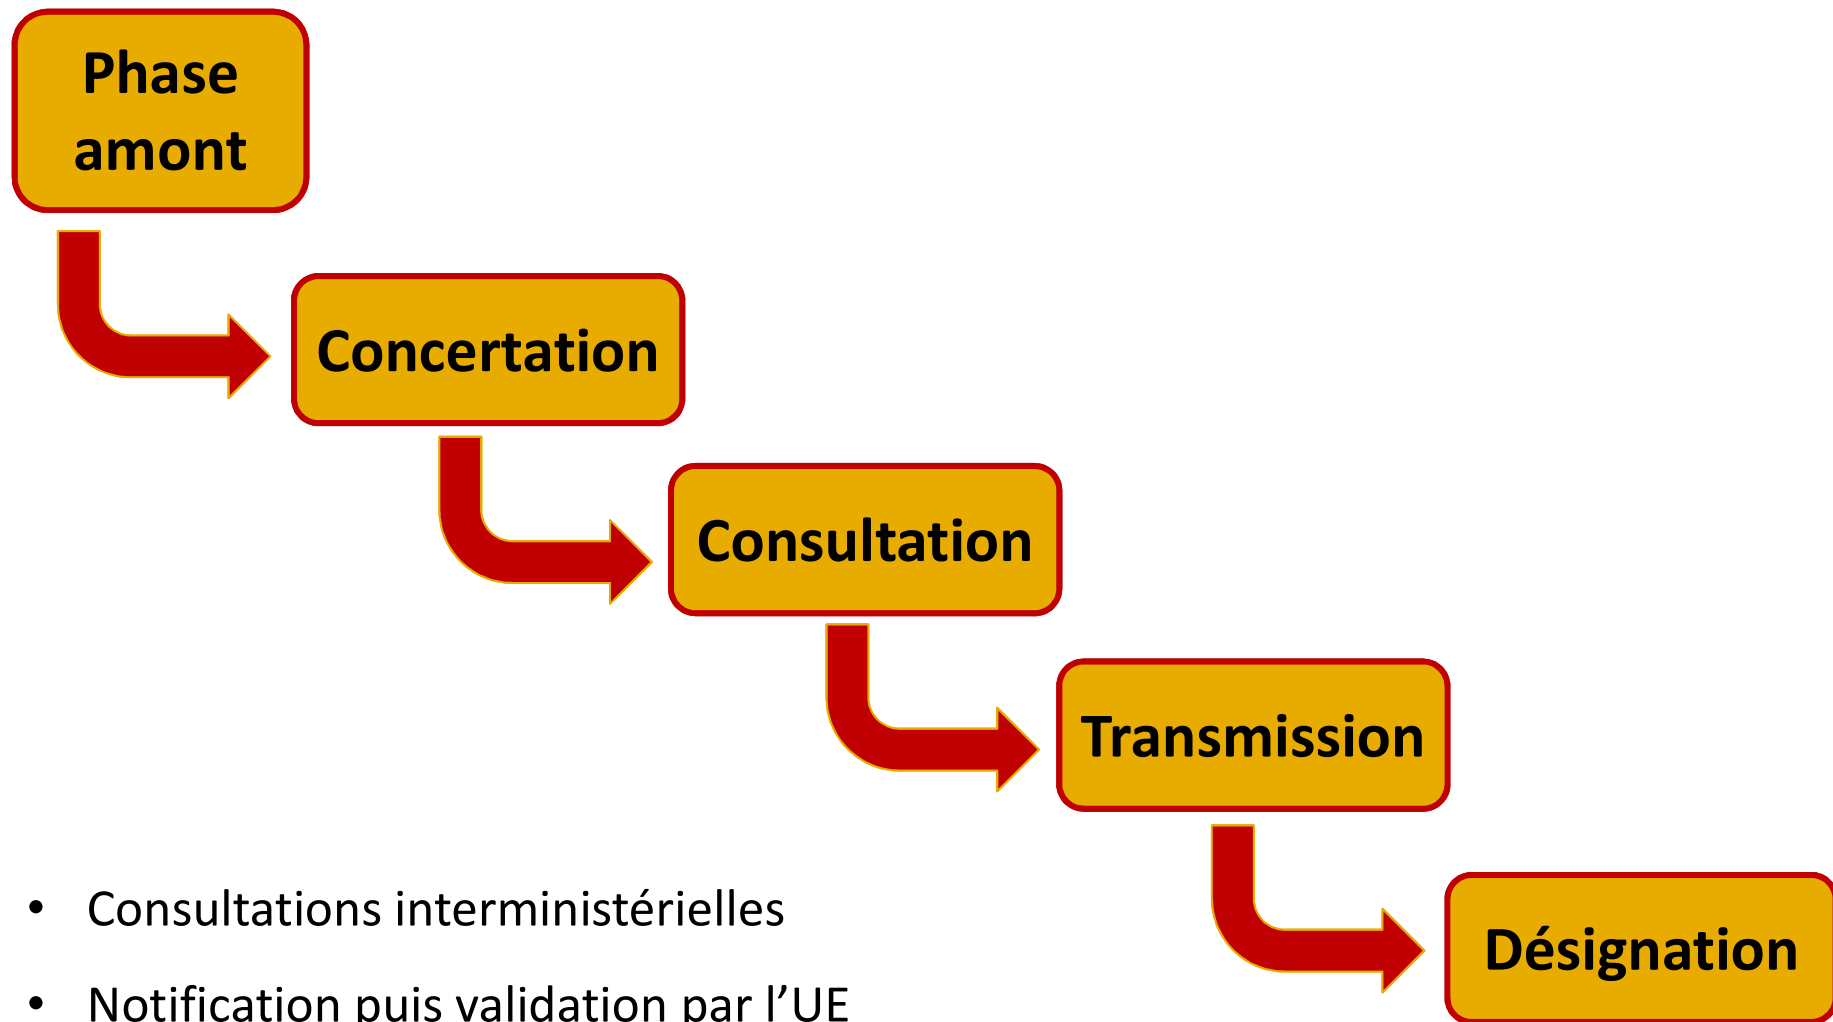 Phase
amont
Concertation
Consultation
Transmission
• Consultations interministérielles
Désignation
• Notification puis validation par l’UE